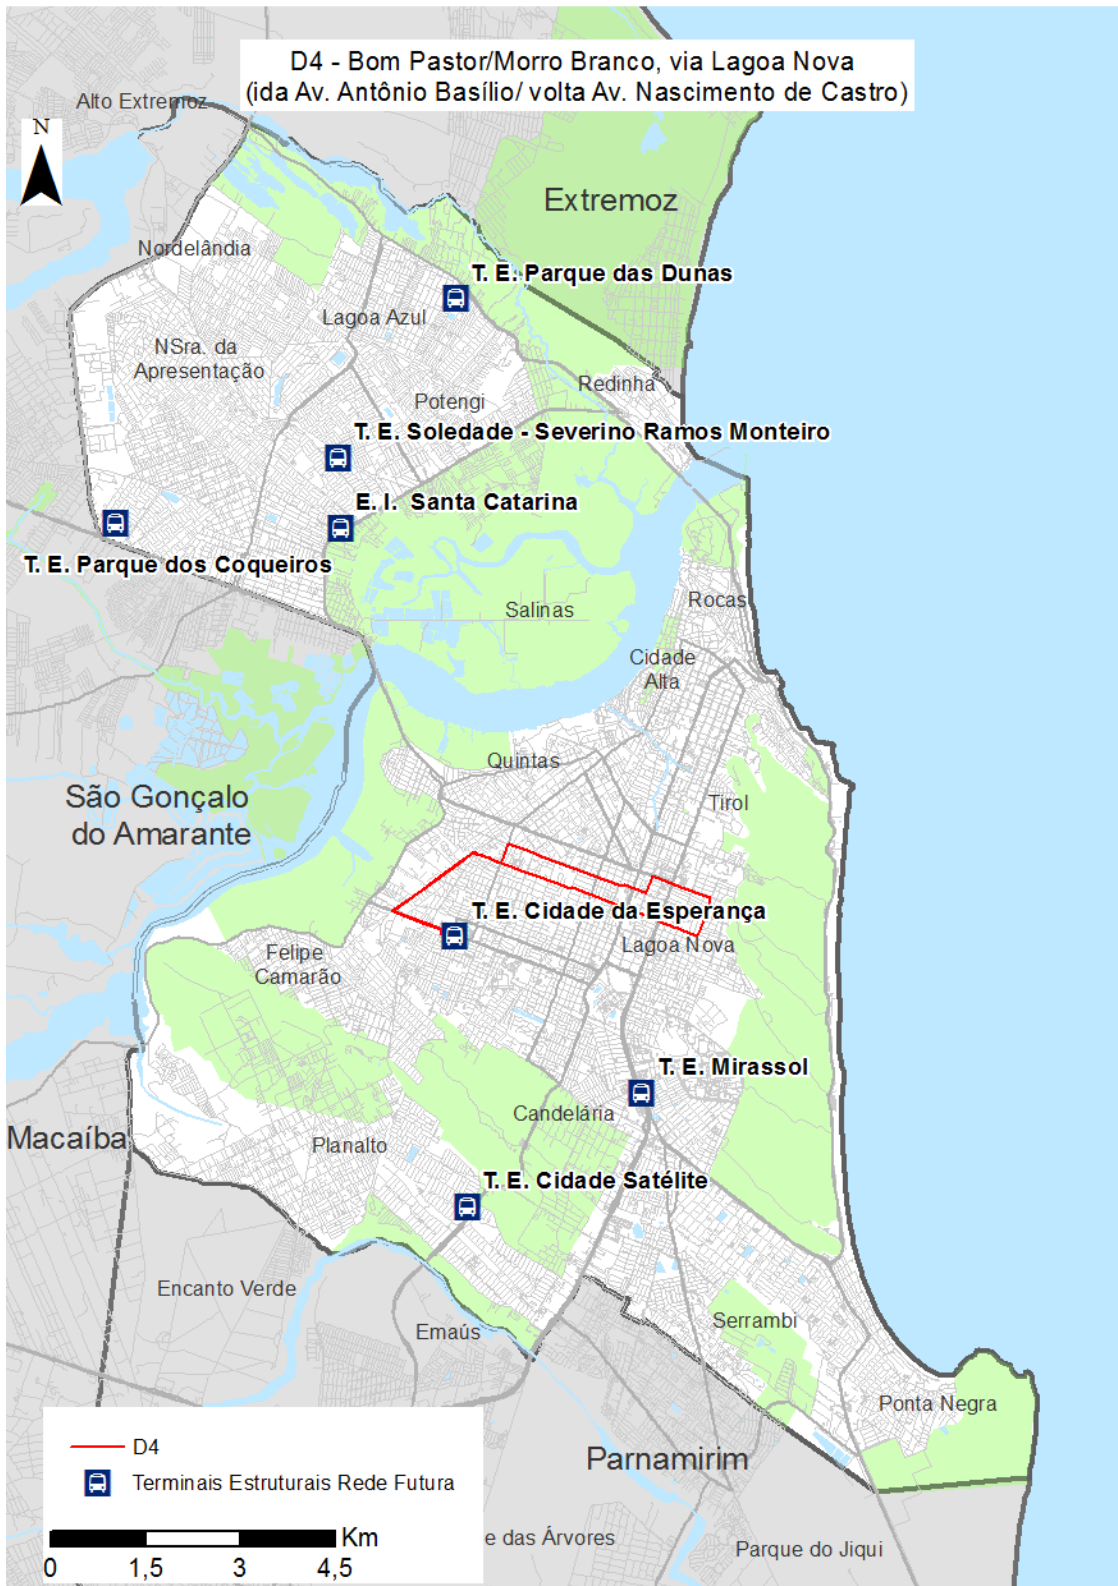 D4 - Bom Pastor/Morro Branco, via Lagoa Nova
(ida Av. Antônio Basílio/ volta Av. Nascimento de Castro)
Alto Extremoz
N
Extremoz
Nordelândia
T. E. Parque das Dunas
Lagoa Azul
NSra. da
Apresentação
Redinha
Potengi
T. E. Soledade - Severino Ramos Monteiro
E. I. Santa Catarina
T. E. Parque dos Coqueiros
Rocas
Salinas
Cidade
Alta
Quintas
São Gonçalo
do Amarante
Tirol
T. E. Cidade da Esperança
Lagoa Nova
Felipe
Camarão
T. E. Mirassol
Candelária
Macaíba
Planalto
T. E. Cidade Satélite
Encanto Verde
Emaús
Serrambi
Ponta Negra
Parnamirim
D4
Terminais Estruturais Rede Futura
Km
0 1,5 3 4,5
e das Árvores
Parque do Jiqui